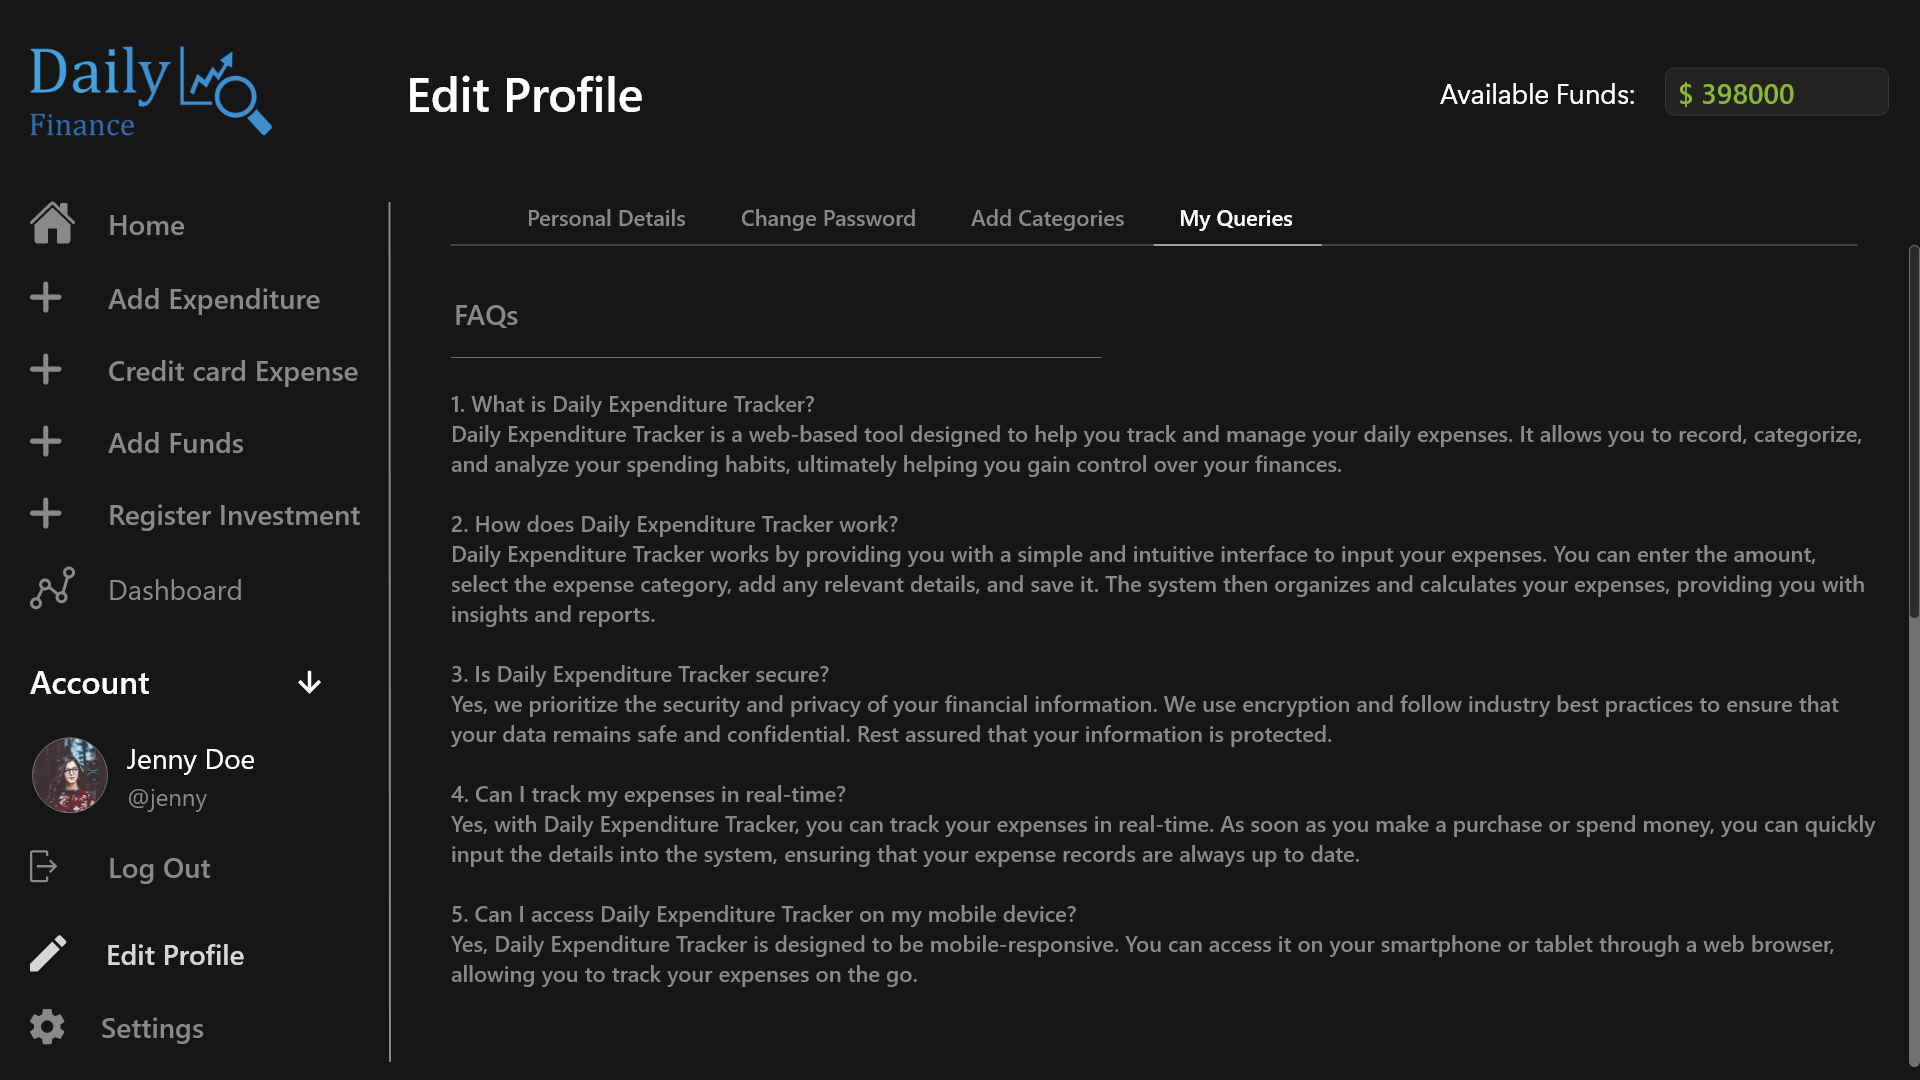 Daily
Finance
Edit Profile
Available Funds:
$ 398000
Home
Add Expenditure
Credit card Expense
Add Funds
Register Investment
Dashboard
Account
Jenny Doe
@jenny
Log Out
Edit Profile
Settings
Personal Details
Change Password
Add Categories
My Queries
FAQs
1. What is Daily Expenditure Tracker?
Daily Expenditure Tracker is a web-based tool designed to help you track and manage your daily expenses. It allows you to record, categorize,
and analyze your spending habits, ultimately helping you gain control over your finances.
2. How does Daily Expenditure Tracker work?
Daily Expenditure Tracker works by providing you with a simple and intuitive interface to input your expenses. You can enter the amount,
select the expense category, add any relevant details, and save it. The system then organizes and calculates your expenses, providing you with
insights and reports.
3. Is Daily Expenditure Tracker secure?
Yes, we prioritize the security and privacy of your financial information. We use encryption and follow industry best practices to ensure that
your data remains safe and confidential. Rest assured that your information is protected.
4. Can I track my expenses in real-time?
Yes, with Daily Expenditure Tracker, you can track your expenses in real-time. As soon as you make a purchase or spend money, you can quickly
input the details into the system, ensuring that your expense records are always up to date.
5. Can I access Daily Expenditure Tracker on my mobile device?
Yes, Daily Expenditure Tracker is designed to be mobile-responsive. You can access it on your smartphone or tablet through a web browser,
allowing you to track your expenses on the go.